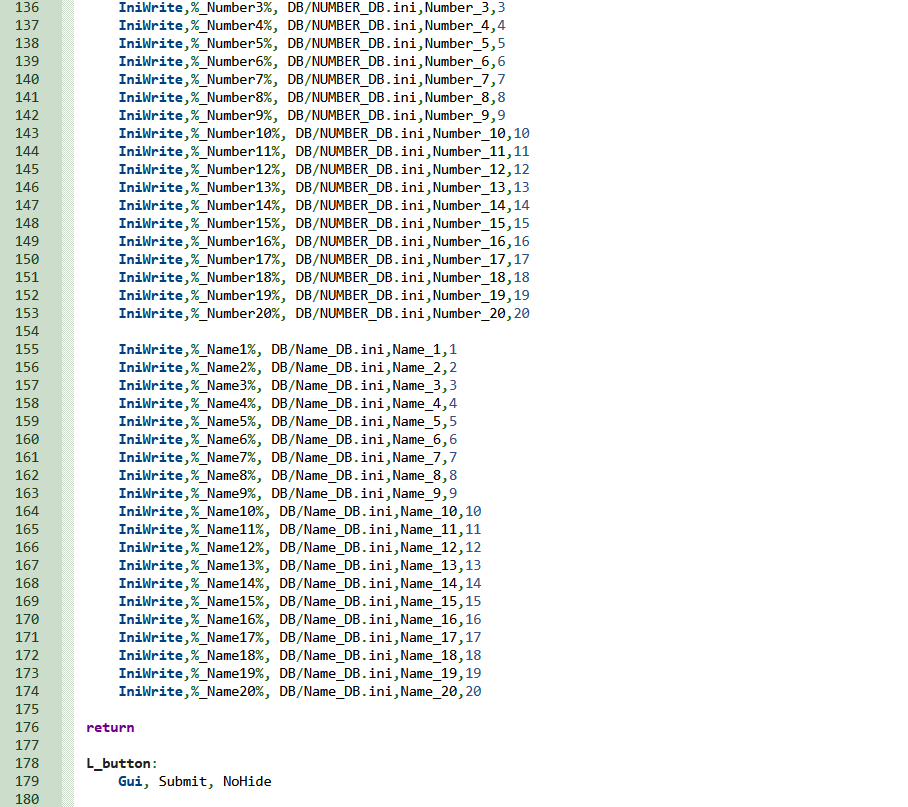 136 IniWrite,%_Number3%, DB/NUMBER_DB.ini,Number_3,3
137 IniWrite,%_Number4%, DB/NUMBER_DB.ini,Number_4,4
138 IniWrite,%_Number5%, DB/NUMBER_DB.ini,Number_5,5
139 IniWrite,%_Number6%, DB/NUMBER_DB.ini,Number_6,6
140 IniWrite,%_Number7%, DB/NUMBER_DB.ini,Number_7,7
141 IniWrite,%_Number8%, DB/NUMBER_DB.ini,Number_8,8
142 IniWrite,%_Number9%, DB/NUMBER_DB.ini,Number_9,9
143 IniWrite,%_Number10%, DB/NUMBER_DB.ini,Number_10,10
144 IniWrite,%_Number11%, DB/NUMBER_DB.ini,Number_11,11
145 IniWrite,%_Number12%, DB/NUMBER_DB.ini,Number_12,12
146 IniWrite,%_Number13%, DB/NUMBER_DB.ini,Number_13,13
147 IniWrite,%_Number14%, DB/NUMBER_DB.ini,Number_14,14
148 IniWrite,%_Number15%, DB/NUMBER_DB.ini,Number_15,15
149 IniWrite,%_Number16%, DB/NUMBER_DB.ini,Number_16,16
150 IniWrite,%_Number17%, DB/NUMBER_DB.ini,Number_17,17
151 IniWrite,%_Number18%, DB/NUMBER_DB.ini,Number_18,18
152 IniWrite,%_Number19%, DB/NUMBER_DB.ini,Number_19,19
153 IniWrite,%_Number20%, DB/NUMBER_DB.ini,Number_20,20
154
155 IniWrite,%_Name1%, DB/Name_DB.ini,Name_1,1
156 IniWrite,%_Name2%, DB/Name_DB.ini,Name_2,2
157 IniWrite,%_Name3%, DB/Name_DB.ini,Name_3,3
158 IniWrite,%_Name4%, DB/Name_DB.ini,Name_4,4
159 IniWrite,%_Name5%, DB/Name_DB.ini,Name_5,5
160 IniWrite,%_Name6%, DB/Name_DB.ini,Name_6,6
161 IniWrite,%_Name7%, DB/Name_DB.ini,Name_7,7
162 IniWrite,%_Name8%, DB/Name_DB.ini,Name_8,8
163 IniWrite,%_Name9%, DB/Name_DB.ini,Name_9,9
164 IniWrite,%_Name10%, DB/Name_DB.ini,Name_10,10
165 IniWrite,%_Name11%, DB/Name_DB.ini,Name_11,11
166 IniWrite,%_Name12%, DB/Name_DB.ini,Name_12,12
167 IniWrite,%_Name13%, DB/Name_DB.ini,Name_13,13
168 IniWrite,%_Name14%, DB/Name_DB.ini,Name_14,14
169 IniWrite,%_Name15%, DB/Name_DB.ini,Name_15,15
170 IniWrite,%_Name16%, DB/Name_DB.ini,Name_16,16
171 IniWrite,%_Name17%, DB/Name_DB.ini,Name_17,17
172 IniWrite,%_Name18%, DB/Name_DB.ini,Name_18,18
173 IniWrite,%_Name19%, DB/Name_DB.ini,Name_19,19
174 IniWrite,%_Name20%, DB/Name_DB.ini,Name_20,20
175
176 return
177
178 L_button:
179 Gui, Submit, NoHide
180